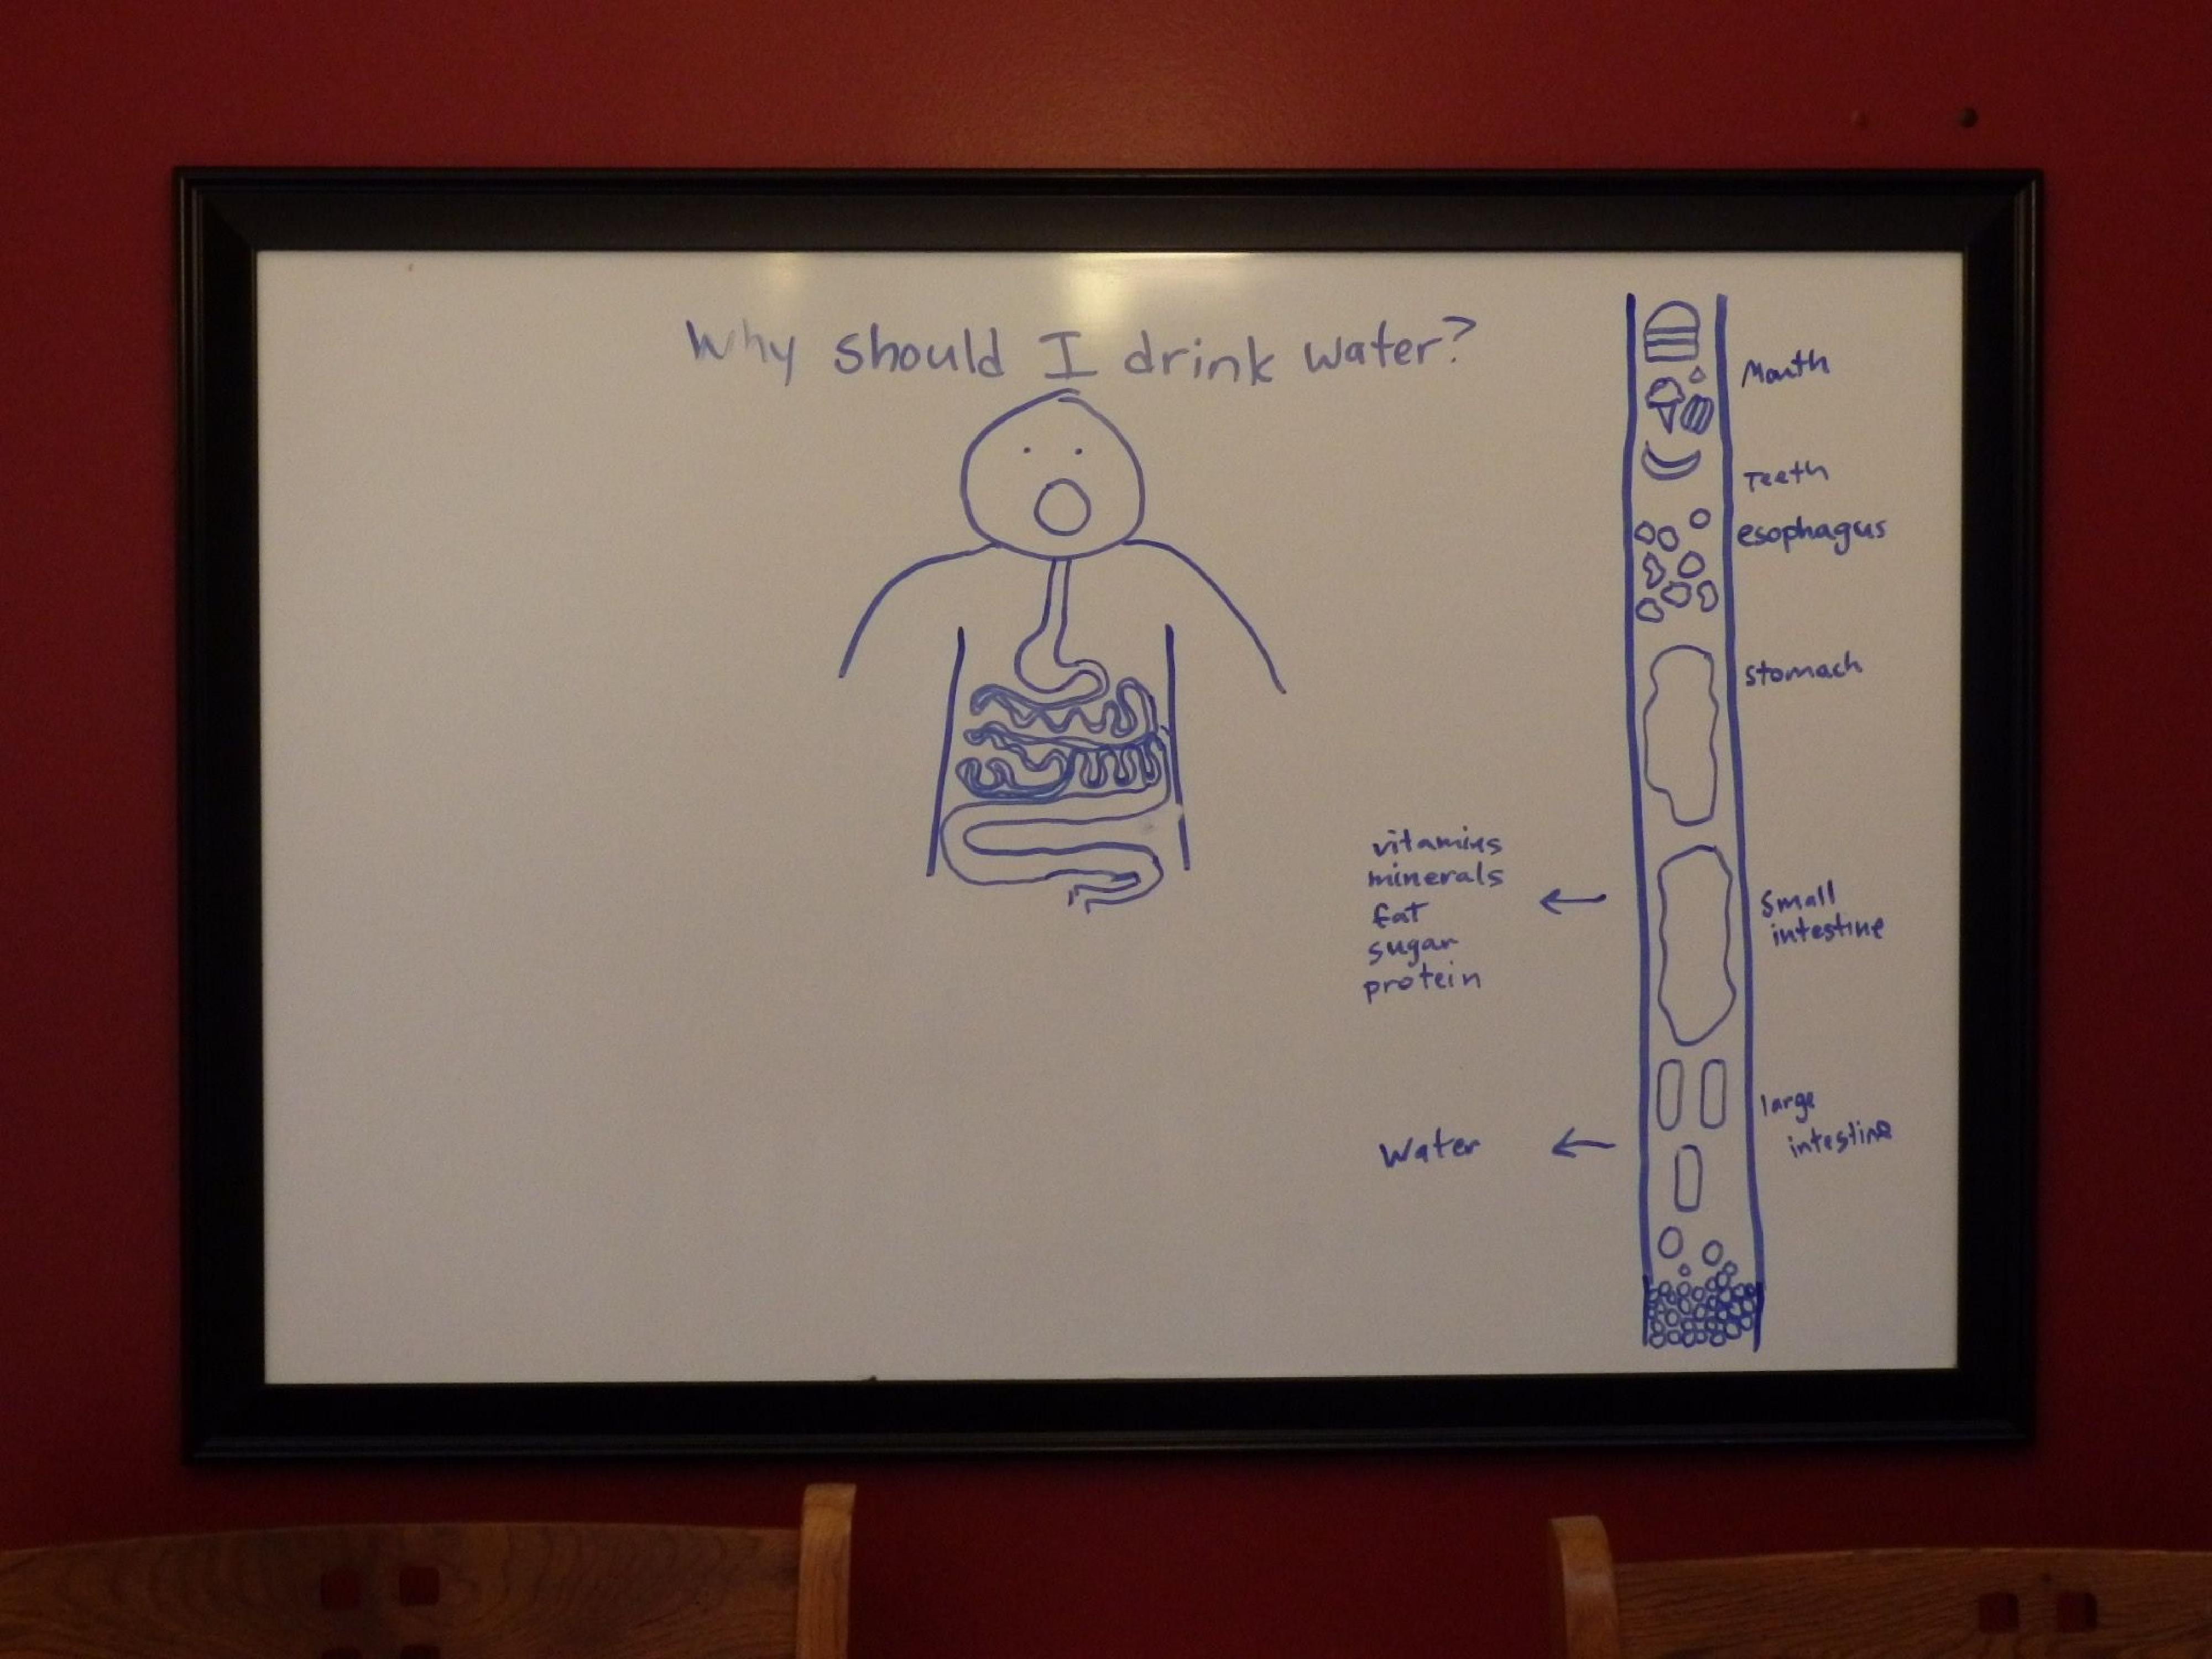 Why should I drink water?
Mouth
Teeth
esophagus
stomach
vitamins
minerals
fat
sugar
protein
Small
intestine
Water
large
intestine